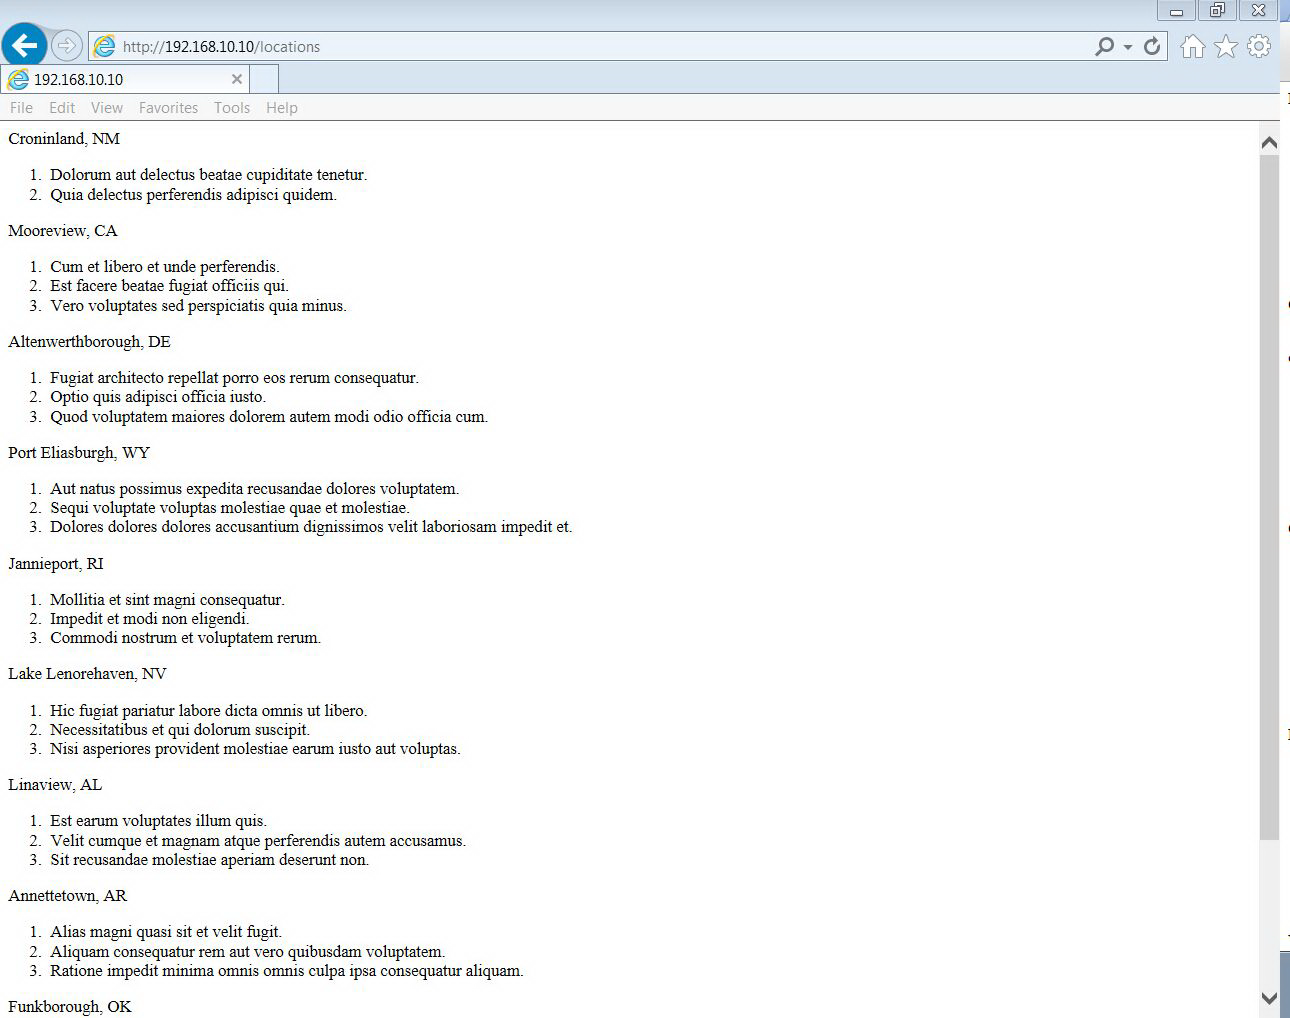 http://192.168.10.10/locations
192.168.10.10
File Edit View Favorites Tools Help
Croninland, NM
1. Dolorum aut delectus beatae cupiditate tenetur.
2. Quia delectus perferendis adipisci quidem.
Mooreview, CA
1. Cum et libero et unde perferendis.
2. Est facere beatae fugiat officiis qui.
3. Vero voluptates sed perspiciatis quia minus.
Altenwerthborough, DE
1. Fugiat architecto repellat porro eos rerum consequatur.
2. Optio quis adipisci officia iusto.
3. Quod voluptatem maiores dolorem autem modi odio officia cum.
Port Eliasburgh, WY
1. Aut natus possimus expedita recusandae dolores voluptatem.
2. Sequi voluptate voluptas molestiae quae et molestiae.
3. Dolores dolores dolores accusantium dignissimos velit laboriosam impedit et.
Jannieport, RI
1. Mollitia et sint magni consequatur.
2. Impedit et modi non eligendi.
3. Commodi nostrum et voluptatem rerum.
Lake Lenorehaven, NV
1. Hic fugiat pariatur labore dicta omnis ut libero.
2. Necessitatibus et qui dolorum suscipit.
3. Nisi asperiores provident molestiae earum iusto aut voluptas.
Linaview, AL
1. Est earum voluptates illum quis.
2. Velit cumque et magnam atque perferendis autem accusamus.
3. Sit recusandae molestiae aperiam deserunt non.
Annettetown, AR
1. Alias magni quasi sit et velit fugit.
2. Aliquam consequatur rem aut vero quibusdam voluptatem.
3. Ratione impedit minima omnis omnis culpa ipsa consequatur aliquam.
Funkborough, OK